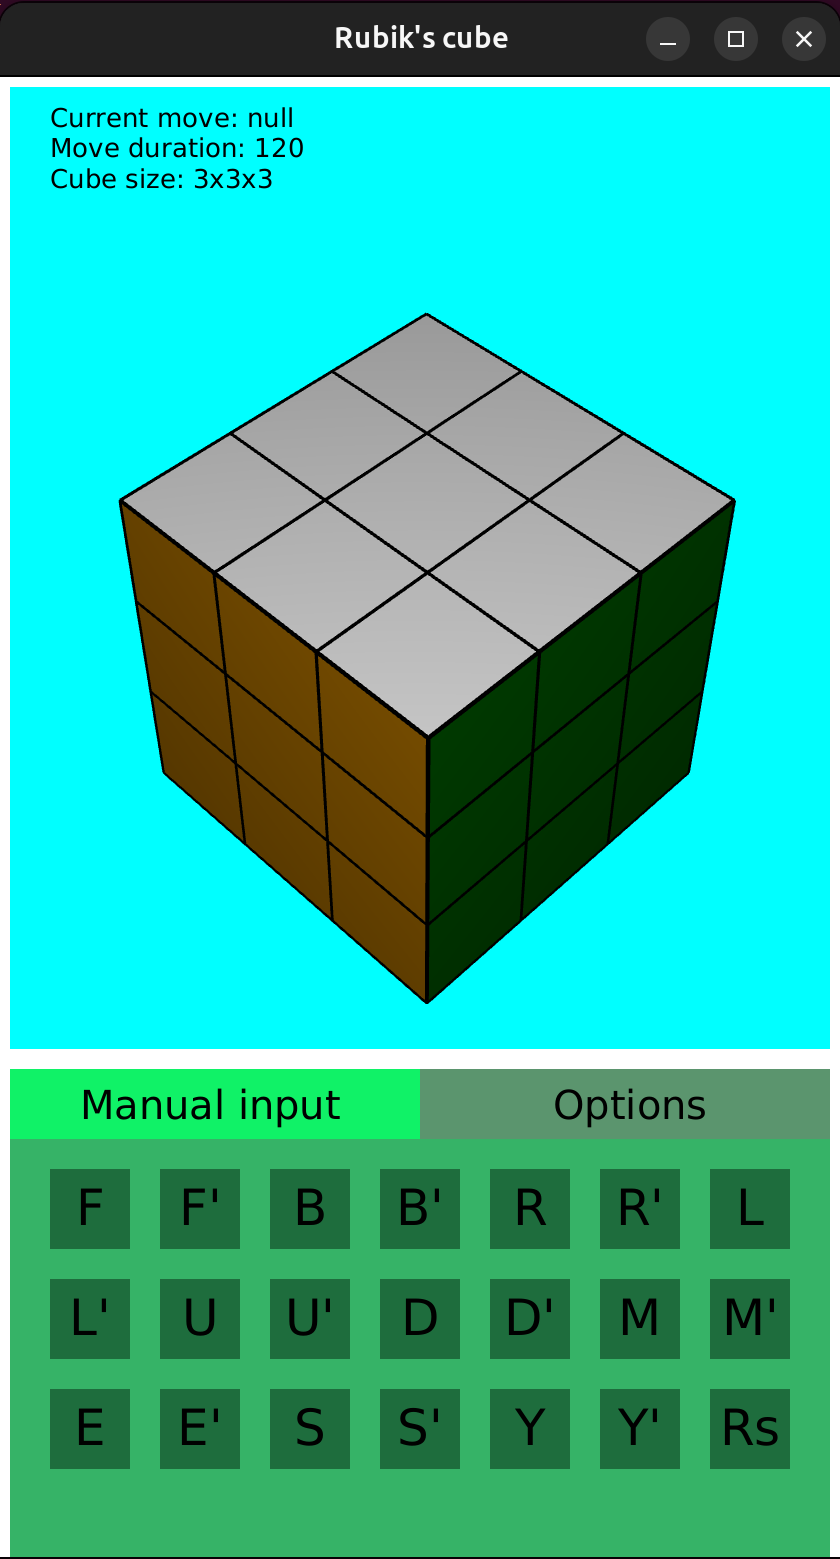 Rubik's cube
Current move: null
Move duration: 120
Cube size: 3x3x3
Manual input Options
F F' B B' R R' L
L' U U' D D' M M'
E E' S S' Y Y' Rs